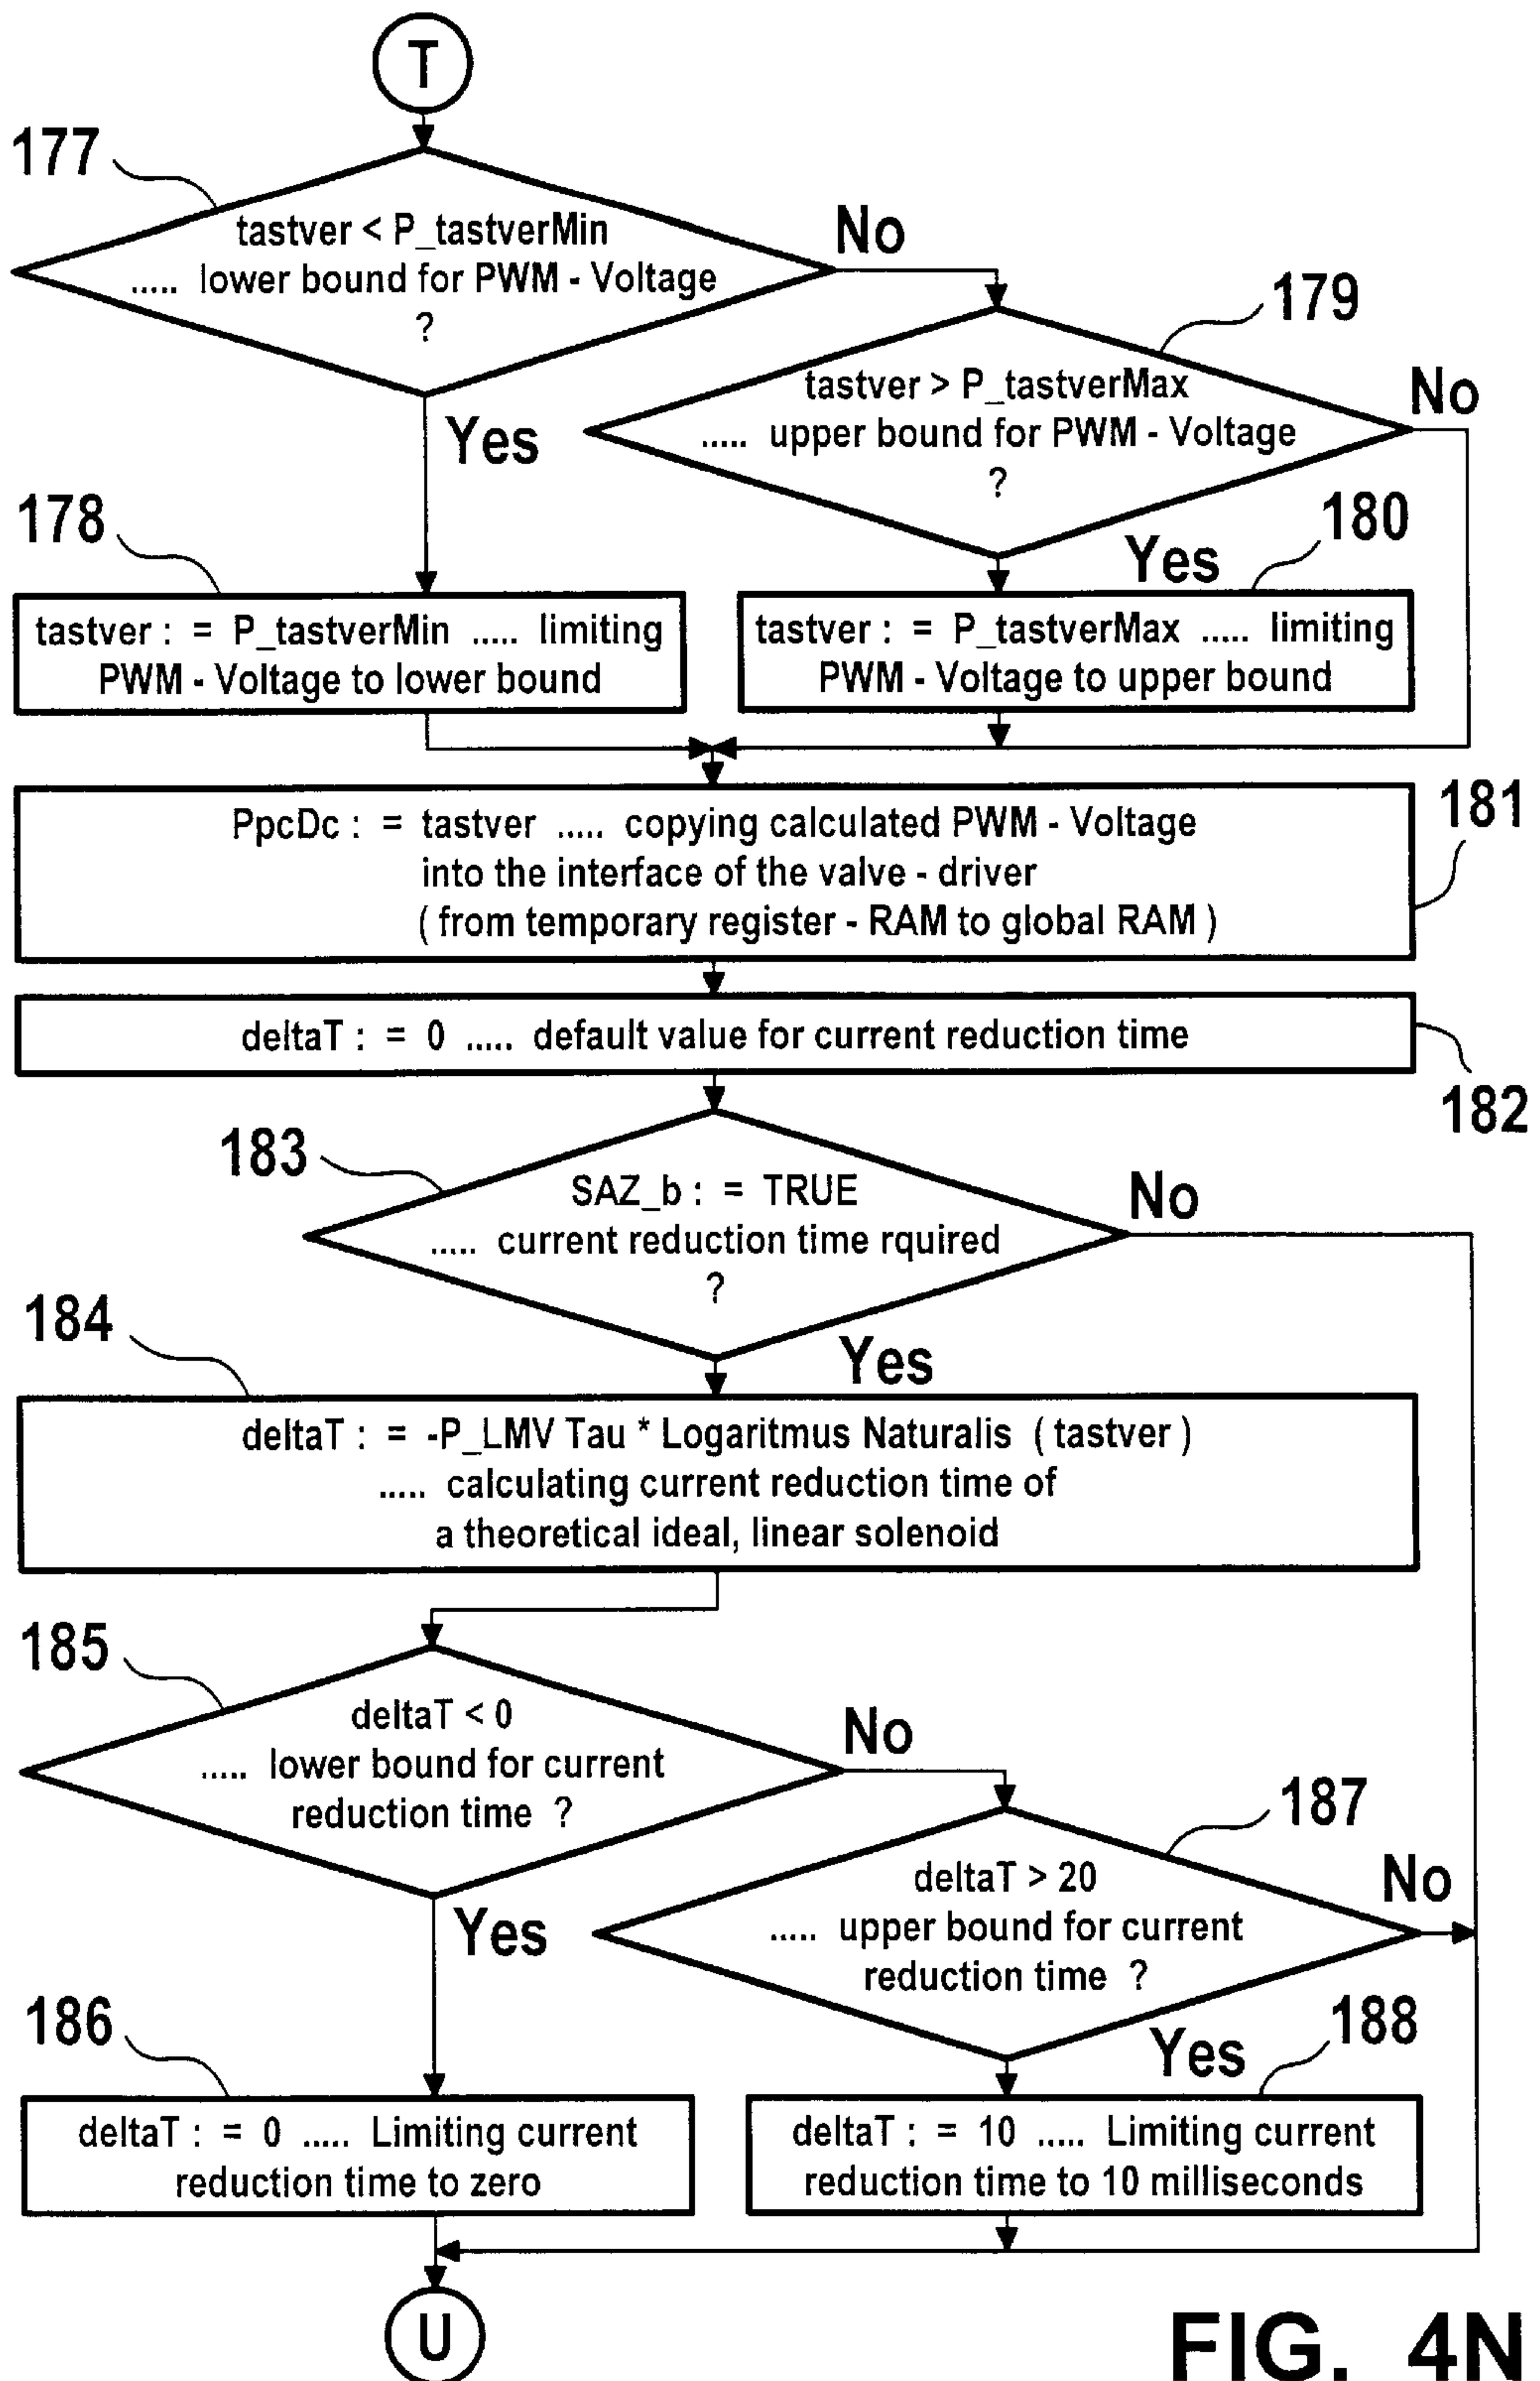 T
177
tastver < P_tastverMin
..... lower bound for PWM - Voltage
?
No
179
tastver > P_tastverMax
..... upper bound for PWM - Voltage
?
No
Yes
178
180
Yes
tastver : = P_tastverMin ..... limiting
PWM - Voltage to lower bound
tastver : = P_tastverMax ..... limiting
PWM - Voltage to upper bound
181
PpcDc : = tastver ..... copying calculated PWM - Voltage
into the interface of the valve - driver
( from temporary register - RAM to global RAM )
deltaT : = 0 ..... default value for current reduction time
182
183
SAZ_b : = TRUE
..... current reduction time rquired
?
No
184
Yes
deltaT : = -P_LMV Tau * Logaritmus Naturalis ( tastver )
..... calculating current reduction time of
a theoretical ideal, linear solenoid
185
deltaT < 0
..... lower bound for current
reduction time ?
No
187
deltaT > 20
..... upper bound for current
reduction time ?
No
Yes
186
188
Yes
deltaT : = 0 ..... Limiting current
reduction time to zero
deltaT : = 10 ..... Limiting current
reduction time to 10 milliseconds
U
FIG. 4N